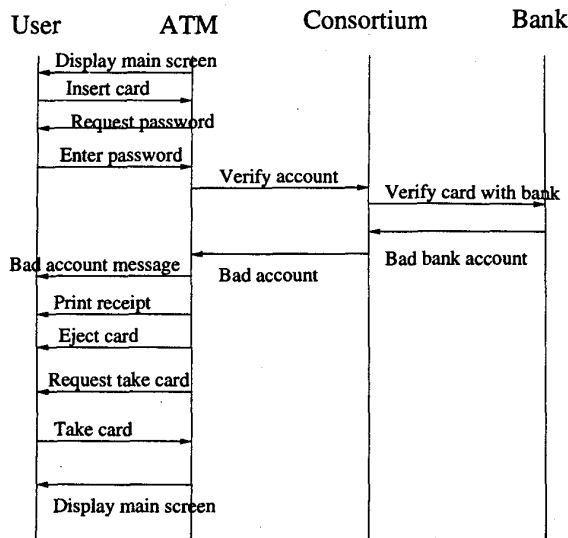 User ATM Consortium Bank
Display main screen
Insert card
Request password
Enter password
Verify account
Verify card with bank
Bad bank account
Bad account
Bad account message
Print receipt
Eject card
Request take card
Take card
Display main screen